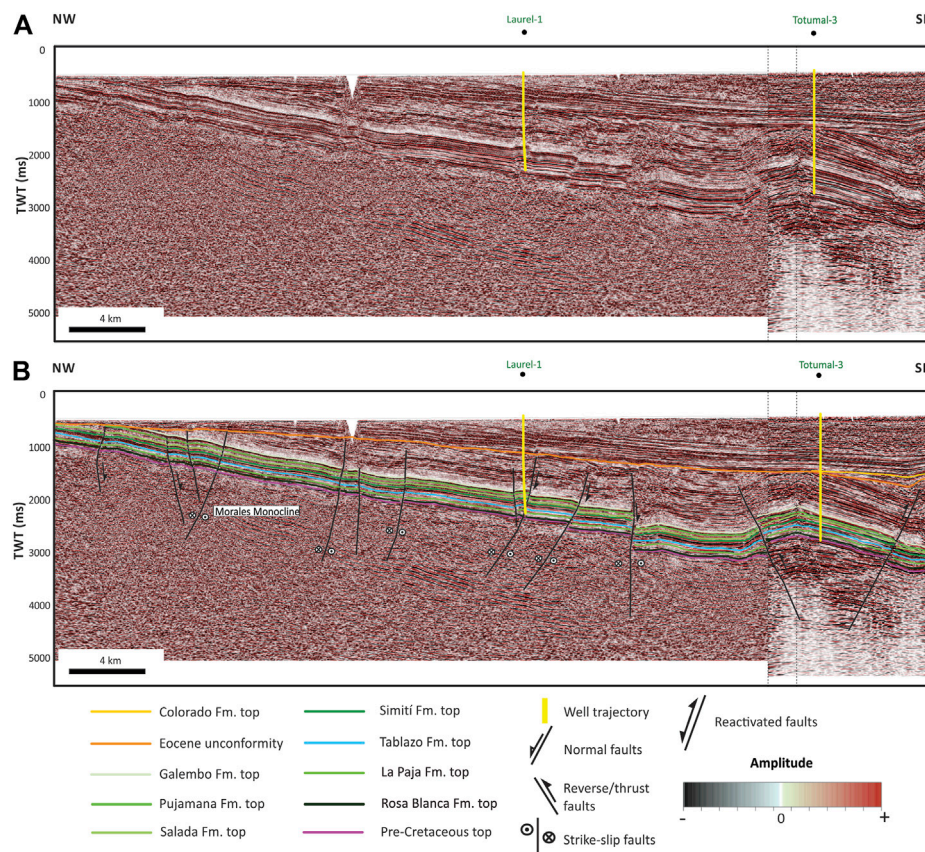 A
NW
Laurel-1
Totumal-3
SE
0
1000
2000
3000
4000
5000
TWT (ms)
4 km
B
NW
Laurel-1
Totumal-3
SE
0
1000
2000
3000
4000
5000
TWT (ms)
Morales Monocline
4 km
Colorado Fm. top
Eocene unconformity
Galembo Fm. top
Pujamana Fm. top
Salada Fm. top
Simití Fm. top
Tablazo Fm. top
La Paja Fm. top
Rosa Blanca Fm. top
Pre-Cretaceous top
Well trajectory
Normal faults
Reverse/thrust
faults
Strike-slip faults
Reactivated faults
Amplitude
- 0 +